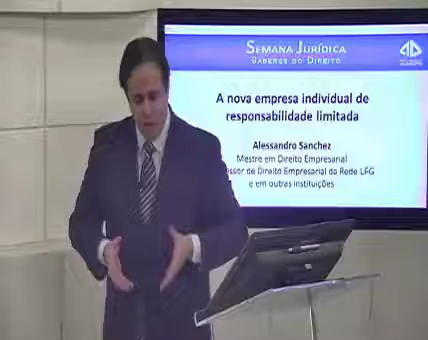 SEMANA JURÍDICA
SABERES DO DIREITO
A nova empresa individual de
responsabilidade limitada
Alessandro Sanchez
Mestre em Direito Empresarial
essor de Direito Empresarial da Rede LFG
e em outras instituições